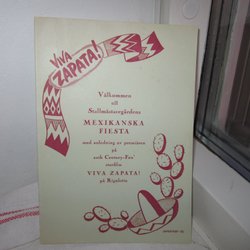 VIVA
ZAPATA!
Välkommen
till
Stallmästaregårdens
MEXIKANSKA
FIESTA
med anledning av premiären
på
20th Century-Fox'
storfilm
VIVA ZAPATA!
på Rigoletto